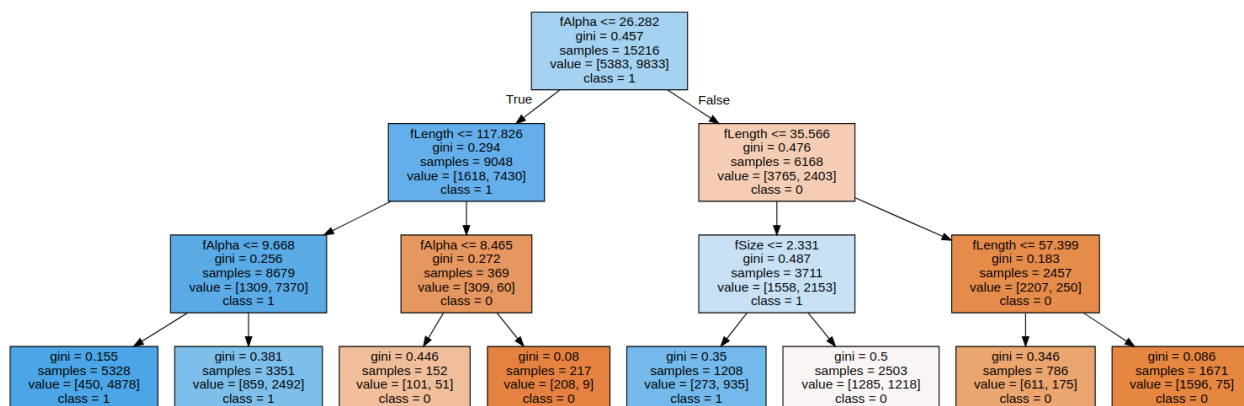 fAlpha <= 26.282
gini = 0.457
samples = 15216
value = [5383, 9833]
class = 1
True
False
fLength <= 117.826
gini = 0.294
samples = 9048
value = [1618, 7430]
class = 1
fLength <= 35.566
gini = 0.476
samples = 6168
value = [3765, 2403]
class = 0
fAlpha <= 9.668
gini = 0.256
samples = 8679
value = [1309, 7370]
class = 1
fAlpha <= 8.465
gini = 0.272
samples = 369
value = [309, 60]
class = 0
fSize <= 2.331
gini = 0.487
samples = 3711
value = [1558, 2153]
class = 1
fLength <= 57.399
gini = 0.183
samples = 2457
value = [2207, 250]
class = 0
gini = 0.155
samples = 5328
value = [450, 4878]
class = 1
gini = 0.381
samples = 3351
value = [859, 2492]
class = 1
gini = 0.446
samples = 152
value = [101, 51]
class = 0
gini = 0.08
samples = 217
value = [208, 9]
class = 0
gini = 0.35
samples = 1208
value = [273, 935]
class = 1
gini = 0.5
samples = 2503
value = [1285, 1218]
class = 0
gini = 0.346
samples = 786
value = [611, 175]
class = 0
gini = 0.086
samples = 1671
value = [1596, 75]
class = 0